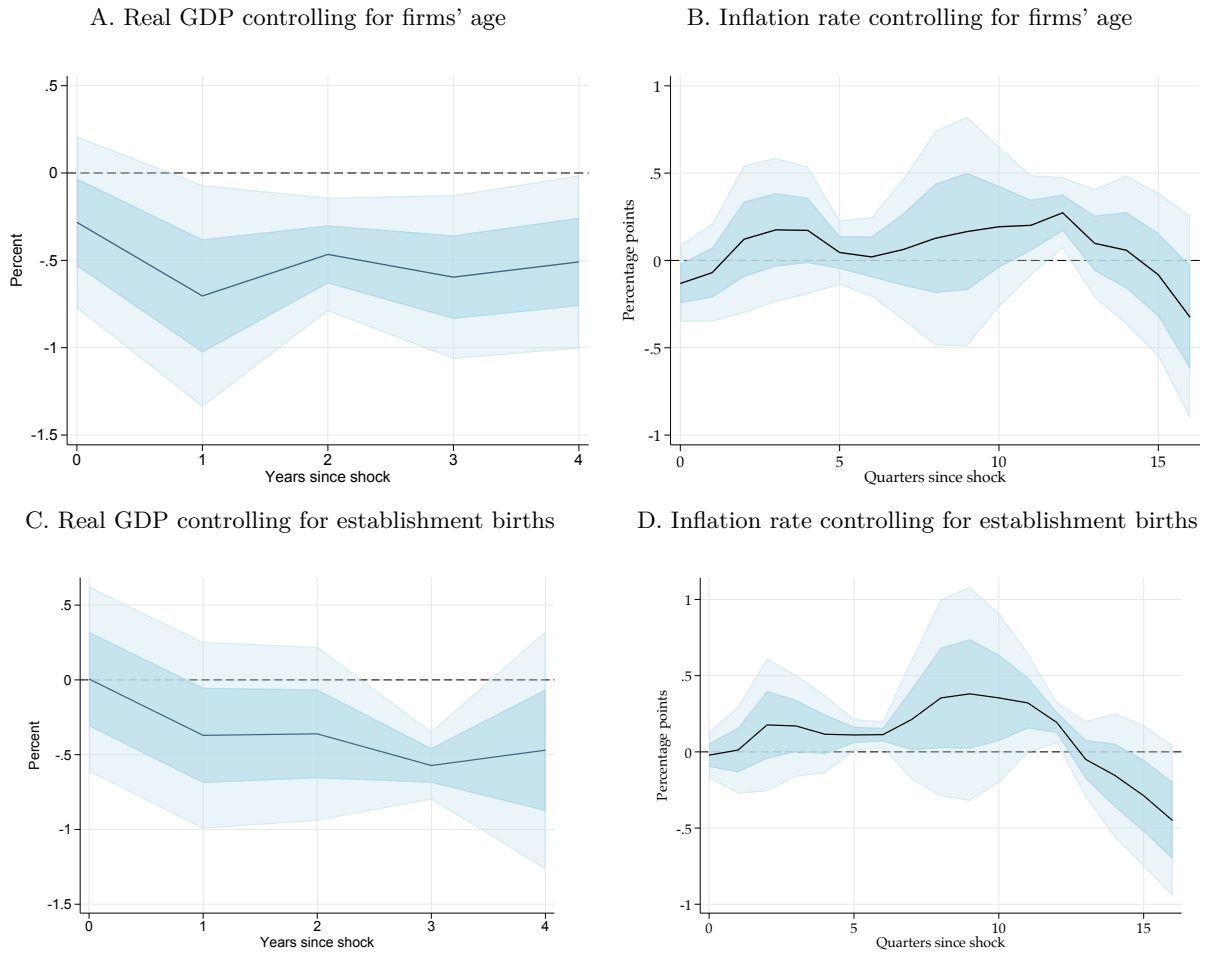 A. Real GDP controlling for firms' age
B. Inflation rate controlling for firms' age
.5
0
-.5
-1
-1.5
Percent
0 1 2 3 4
Years since shock
1
.5
0
-.5
-1
Percentage points
0 5 10 15
Quarters since shock
C. Real GDP controlling for establishment births
D. Inflation rate controlling for establishment births
.5
0
-.5
-1
-1.5
Percent
0 1 2 3 4
Years since shock
1
.5
0
-.5
-1
Percentage points
0 5 10 15
Quarters since shock